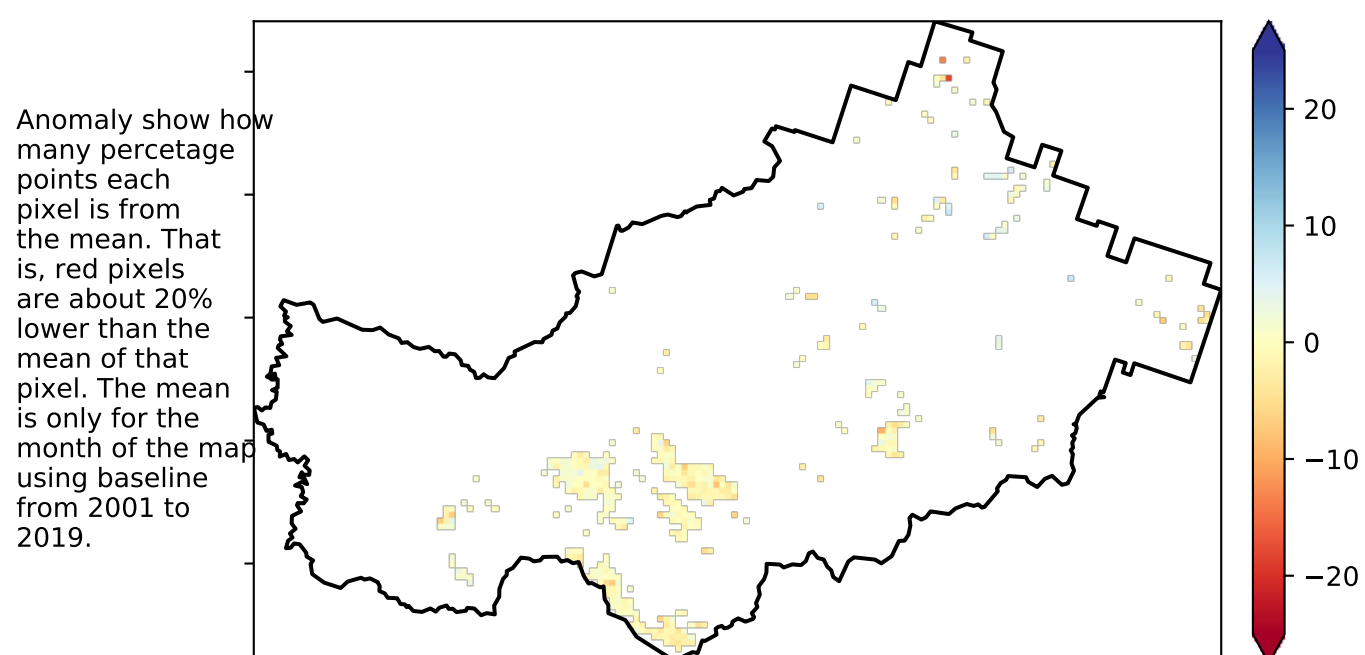 Anomaly show how
many percetage
points each
pixel is from
the mean. That
is, red pixels
are about 20%
lower than the
mean of that
pixel. The mean
is only for the
month of the map
using baseline
from 2001 to
2019.
20
10
0
−10
−20